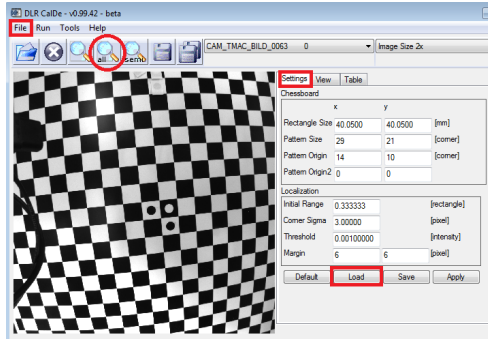 DLR CalDe - v0.99.42 - beta
File Run Tools Help
all semb CAM_TMAC_BILD_0063 0 Image Size 2x
Settings View Table
Chessboard
x y
Rectangle Size 40.0500 40.0500 [mm]
Pattern Size 29 21 [corner]
Pattern Origin 14 10 [corner]
Pattern Origin2 0 0
Localization
Initial Range 0.333333 [rectangle]
Corner Sigma 3.00000 [pixel]
Threshold 0.00100000 [intensity]
Margin 6 6 [pixel]
Default Load Save Apply